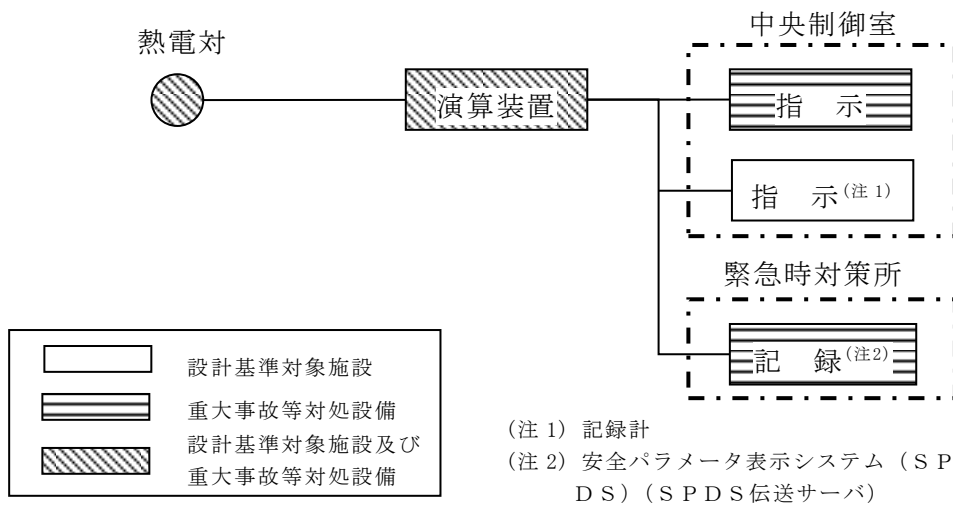 中央制御室
熱電対
演算装置
指　示
指　示(注1)
緊急時対策所
記　録(注2)
設計基準対象施設
重大事故等対処設備
設計基準対象施設及び
重大事故等対処設備
(注 1) 記録計
(注 2) 安全パラメータ表示システム（ＳＰ
ＤＳ）（ＳＰＤＳ伝送サーバ）